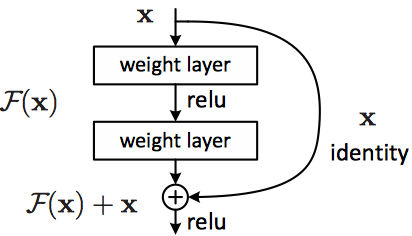 x
weight layer
relu
F(x)
weight layer
x
identity
F(x) + x
+
relu